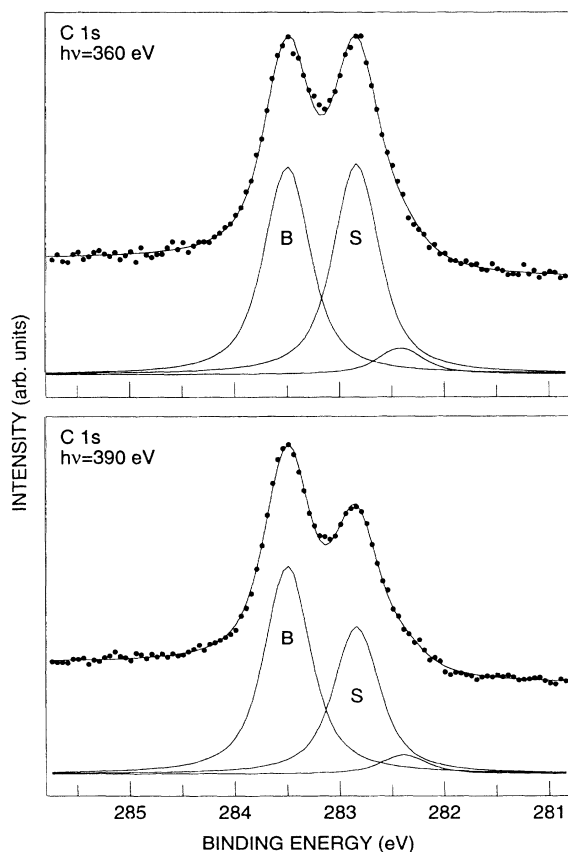 C 1s
hν=360 eV
B
S
C 1s
hν=390 eV
B
S
285
284
283
282
281
BINDING ENERGY (eV)
INTENSITY (arb. units)